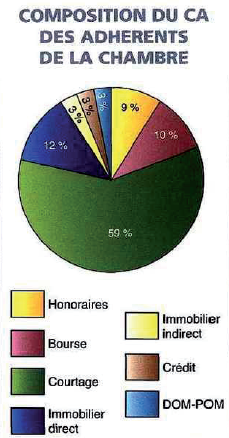 COMPOSITION DU CA
DES ADHERENTS
DE LA CHAMBRE
9 %
10 %
59 %
12 %
3 %
3 %
3 %
Honoraires
Bourse
Courtage
Immobilier
direct
Immobilier
indirect
Crédit
DOM-POM